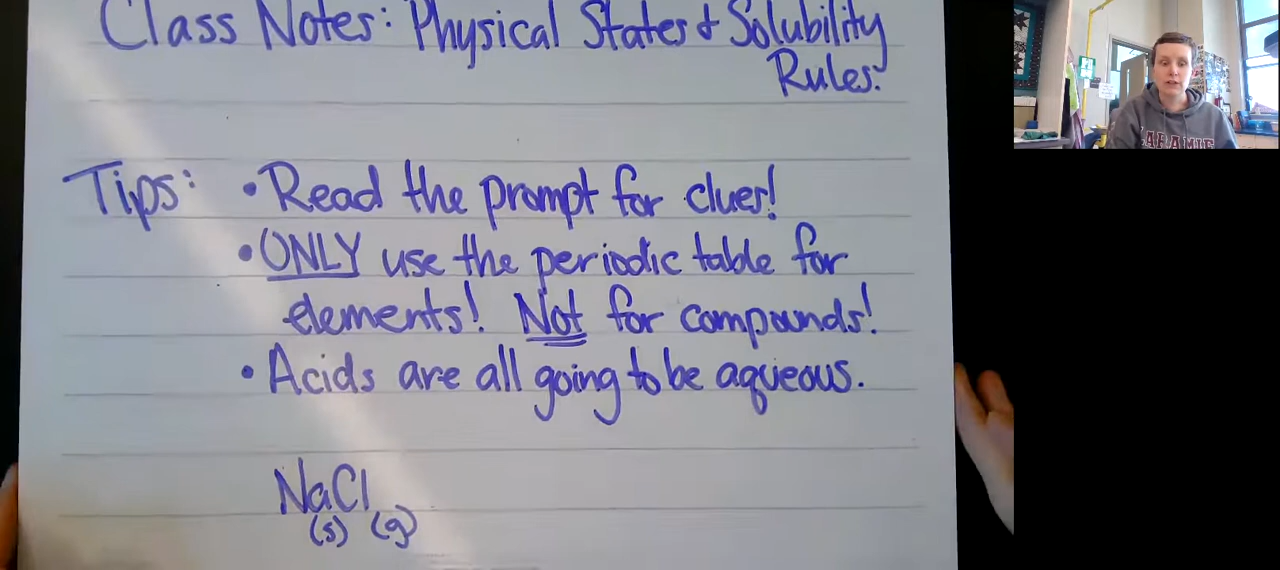 Class Notes: Physical States & Solubility
Rules:
Tips: • Read the prompt for clues!
• ONLY use the periodic table for
elements! Not for compounds!
• Acids are all going to be aqueous.
NaCl
(s) (g)
LARAMIE